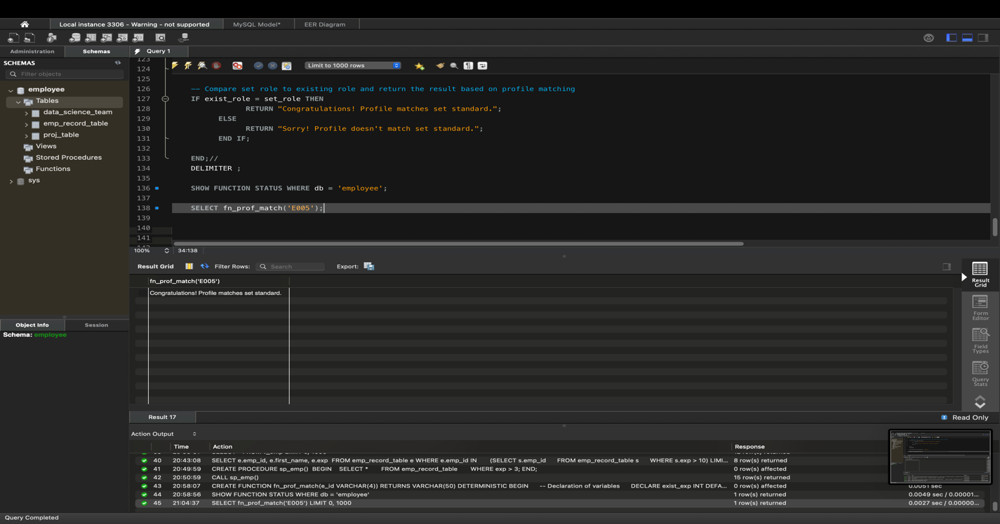 Local instance 3306 - Warning - not supported
MySQL Model*
EER Diagram
Administration
Schemas
Query 1
SCHEMAS
Filter objects
employee
Tables
data_science_team
emp_record_table
proj_table
Views
Stored Procedures
Functions
sys
Limit to 1000 rows
123
124
125
126 -- Compare set role to existing role and return the result based on profile matching
127 IF exist_role = set_role THEN
128 RETURN "Congratulations! Profile matches set standard.";
129 ELSE
130 RETURN "Sorry! Profile doesn't match set standard.";
131 END IF;
132
133 END;//
134 DELIMITER ;
135
136 SHOW FUNCTION STATUS WHERE db = 'employee';
137
138 SELECT fn_prof_match('E005');
139
140
141
100% 34:138
Result Grid Filter Rows: Search Export:
fn_prof_match('E005')
Congratulations! Profile matches set standard.
Result Grid
Form Editor
Field Types
Query Stats
Object Info
Session
Schema: employee
Result 17
Read Only
Action Output
Time Action Response
40 20:43:08 SELECT e.emp_id, e.first_name, e.exp FROM emp_record_table e WHERE e.emp_id IN (SELECT s.emp_id FROM emp_record_table s WHERE s.exp > 10) LIMI... 8 row(s) returned
41 20:49:59 CREATE PROCEDURE sp_emp() BEGIN SELECT * FROM emp_record_table WHERE exp > 3; END; 0 row(s) affected
42 20:50:59 CALL sp_emp() 15 row(s) returned
43 20:58:07 CREATE FUNCTION fn_prof_match(e_id VARCHAR(4)) RETURNS VARCHAR(50) DETERMINISTIC BEGIN -- Declaration of variables DECLARE exist_exp INT DEFA... 0 row(s) affected 0.0051 sec
44 20:58:56 SHOW FUNCTION STATUS WHERE db = 'employee' 1 row(s) returned 0.0049 sec / 0.00001...
45 21:04:37 SELECT fn_prof_match('E005') LIMIT 0, 1000 1 row(s) returned 0.0027 sec / 0.00000...
Query Completed